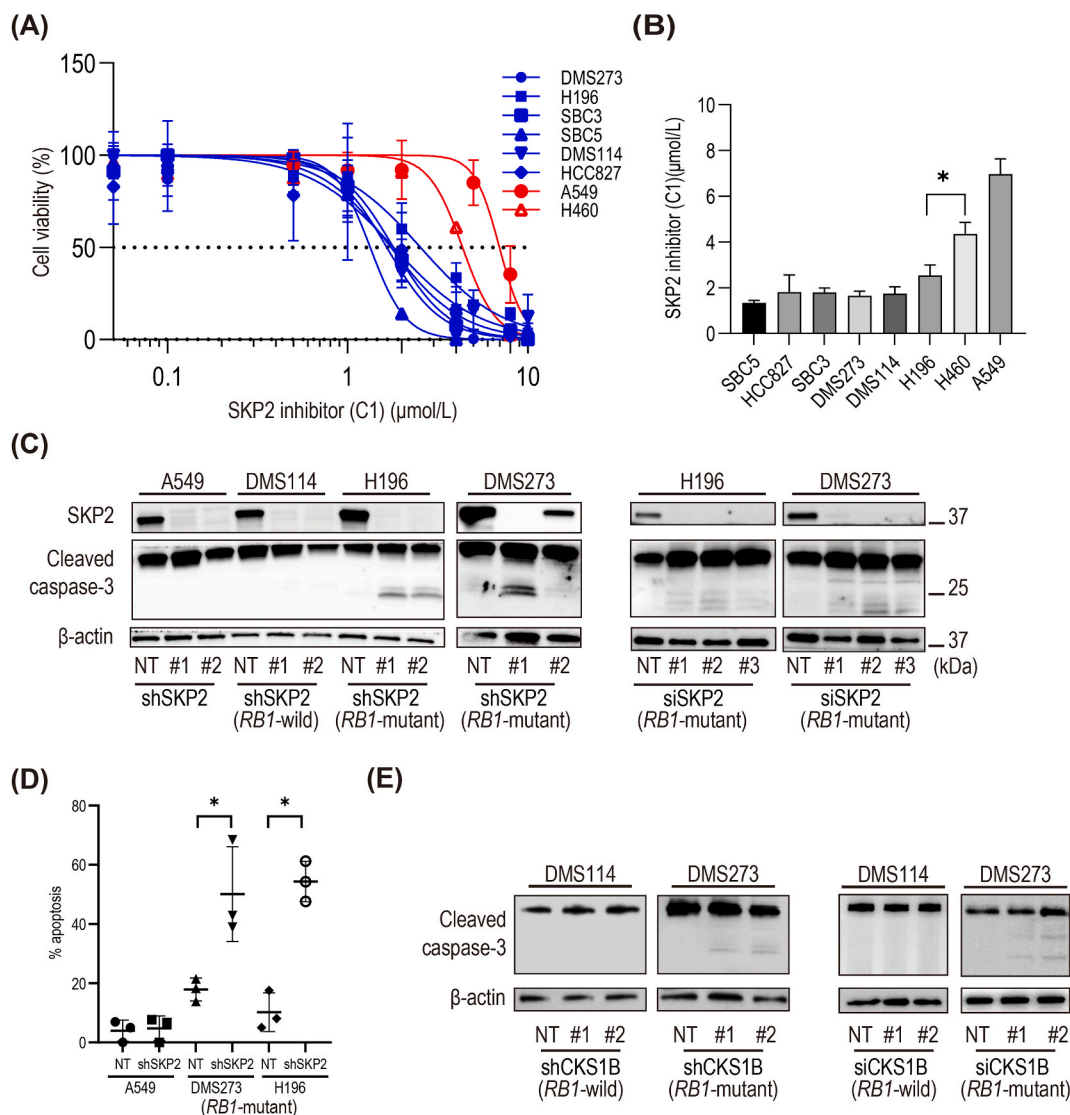 (A)
150
100
50
0
Cell viability (%)
0.1 1 10
SKP2 inhibitor (C1) (μmol/L)
DMS273
H196
SBC3
SBC5
DMS114
HCC827
A549
H460
(B)
10
8
6
4
2
0
SKP2 inhibitor (C1)(μmol/L)
*
SBC5 HCC827 SBC3 DMS273 DMS114 H196 H460 A549
(C)
A549 DMS114 H196 DMS273 H196 DMS273
SKP2
37
Cleaved
caspase-3
25
β-actin
37
NT #1 #2 NT #1 #2 NT #1 #2 NT #1 #2 NT #1 #2 #3 NT #1 #2 #3 (kDa)
shSKP2 shSKP2 shSKP2 shSKP2 siSKP2 siSKP2
(RB1-wild) (RB1-mutant) (RB1-mutant) (RB1-mutant) (RB1-mutant)
(D)
80
60
40
20
0
% apoptosis
* *
NT shSKP2 NT shSKP2 NT shSKP2
A549 DMS273 H196
(RB1-mutant)
(E)
DMS114 DMS273 DMS114 DMS273
Cleaved
caspase-3
β-actin
NT #1 #2 NT #1 #2 NT #1 #2 NT #1 #2
shCKS1B shCKS1B siCKS1B siCKS1B
(RB1-wild) (RB1-mutant) (RB1-wild) (RB1-mutant)